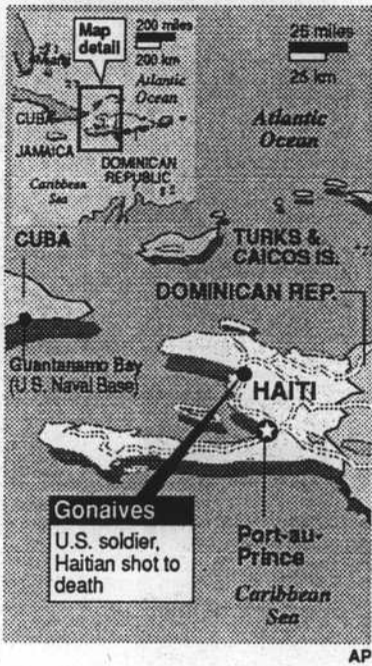 Map
detail
200 miles
200 km
25 miles
25 km
Miami
Atlantic
Ocean
CUBA
JAMAICA
DOMINICAN
REPUBLIC
Caribbean
Sea
Atlantic
Ocean
CUBA
TURKS &
CAICOS IS.
DOMINICAN REP.
Guantanamo Bay
(U.S. Naval Base)
HAITI
Gonaives
U.S. soldier,
Haitian shot to
death
Port-au-
Prince
Caribbean
Sea
AP